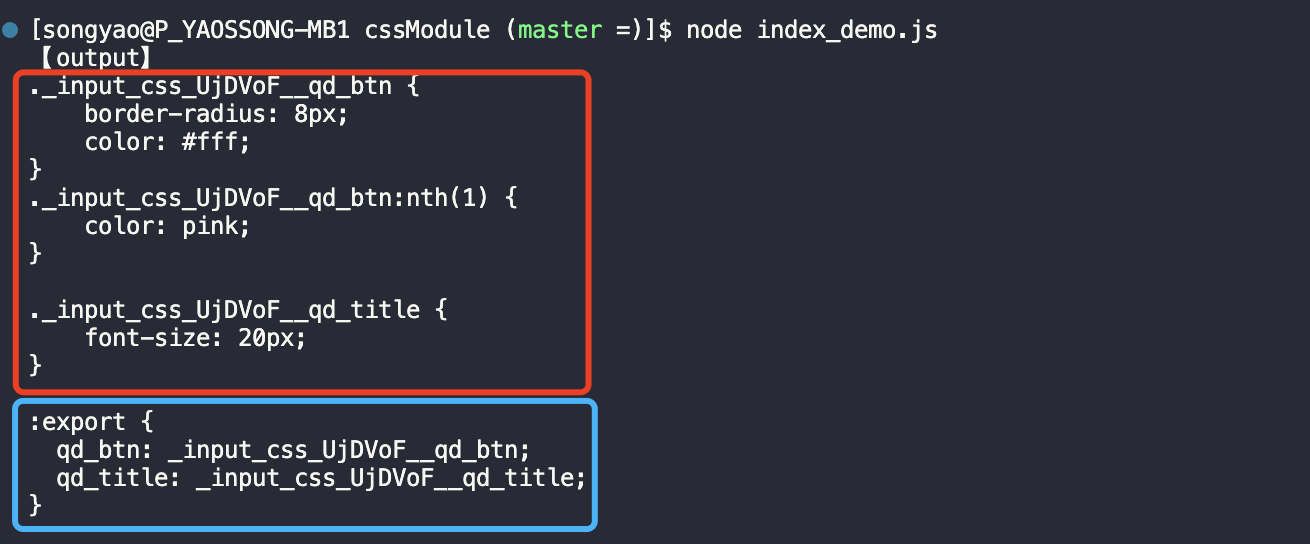 [songyao@P_YAOSSONG-MB1 cssModule (master =)]$ node index_demo.js
【output】
._input_css_UjDVoF__qd_btn {
    border-radius: 8px;
    color: #fff;
}
._input_css_UjDVoF__qd_btn:nth(1) {
    color: pink;
}

._input_css_UjDVoF__qd_title {
    font-size: 20px;
}

:export {
  qd_btn: _input_css_UjDVoF__qd_btn;
  qd_title: _input_css_UjDVoF__qd_title;
}